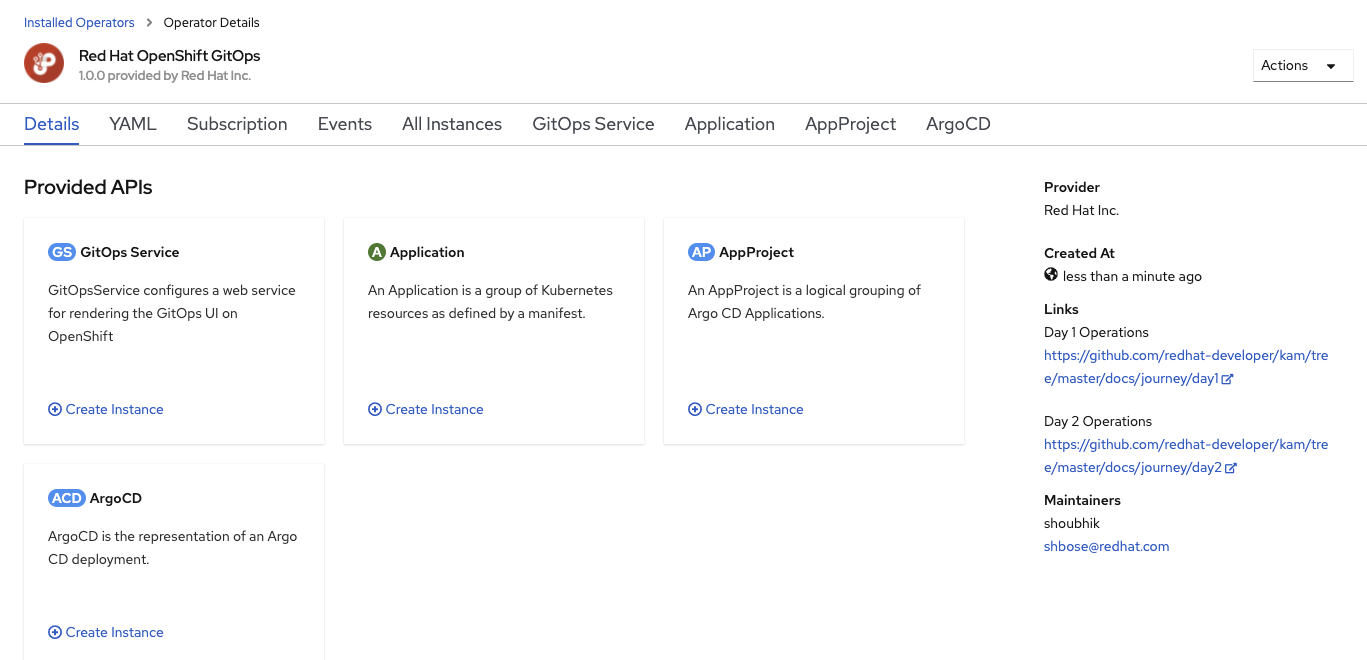 Installed Operators > Operator Details
Red Hat OpenShift GitOps
1.0.0 provided by Red Hat Inc.
Actions
Details YAML Subscription Events All Instances GitOps Service Application AppProject ArgoCD
Provided APIs
GS GitOps Service
GitOpsService configures a web service
for rendering the GitOps UI on
OpenShift
Create Instance
A Application
An Application is a group of Kubernetes
resources as defined by a manifest.
Create Instance
AP AppProject
An AppProject is a logical grouping of
Argo CD Applications.
Create Instance
ACD ArgoCD
ArgoCD is the representation of an Argo
CD deployment.
Create Instance
Provider
Red Hat Inc.
Created At
less than a minute ago
Links
Day 1 Operations
https://github.com/redhat-developer/kam/tre
e/master/docs/journey/day1
Day 2 Operations
https://github.com/redhat-developer/kam/tre
e/master/docs/journey/day2
Maintainers
shoubhik
shbose@redhat.com